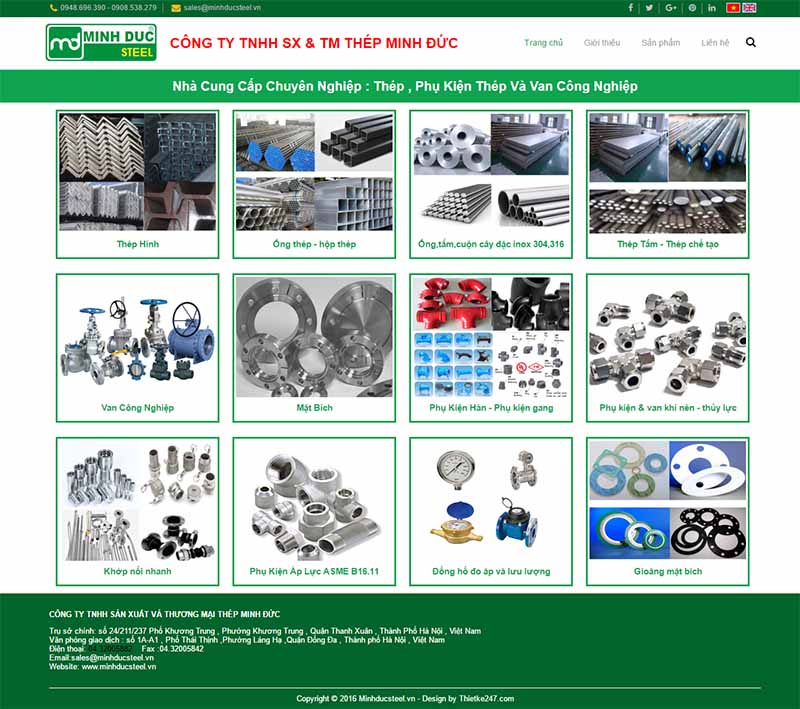 0948.696.390 - 0908.538.279 sales@minhducsteel.vn
md MINH DUC
STEEL
CÔNG TY TNHH SX & TM THÉP MINH ĐỨC
Trang chủ Giới thiệu Sản phẩm Liên hệ
Nhà Cung Cấp Chuyên Nghiệp : Thép , Phụ Kiện Thép Và Van Công Nghiệp
Thép Hình
Ống thép - hộp thép
Ống,tấm,cuộn cây đặc inox 304,316
Thép Tấm - Thép chế tạo
Van Công Nghiệp
Mặt Bích
Phụ Kiện Hàn - Phụ kiện gang
Phụ kiện & van khí nén - thủy lực
Khớp nối nhanh
Phụ Kiện Áp Lực ASME B16.11
Đồng hồ đo áp và lưu lượng
Gioăng mặt bích
CÔNG TY TNHH SẢN XUẤT VÀ THƯƠNG MẠI THÉP MINH ĐỨC
Trụ sở chính: số 24/211/237 Phố Khương Trung , Phường Khương Trung , Quận Thanh Xuân , Thành Phố Hà Nội , Việt Nam
Văn phòng giao dịch : số 1A-A1 , Phố Thái Thịnh ,Phường Láng Hạ ,Quận Đống Đa , Thành phố Hà Nội , Việt Nam
Điện thoại: 04.32005882 Fax :04.32005842
Email:sales@minhducsteel.vn
Website: www.minhducsteel.vn
Copyright © 2016 Minhducsteel.vn - Design by Thietke247.com